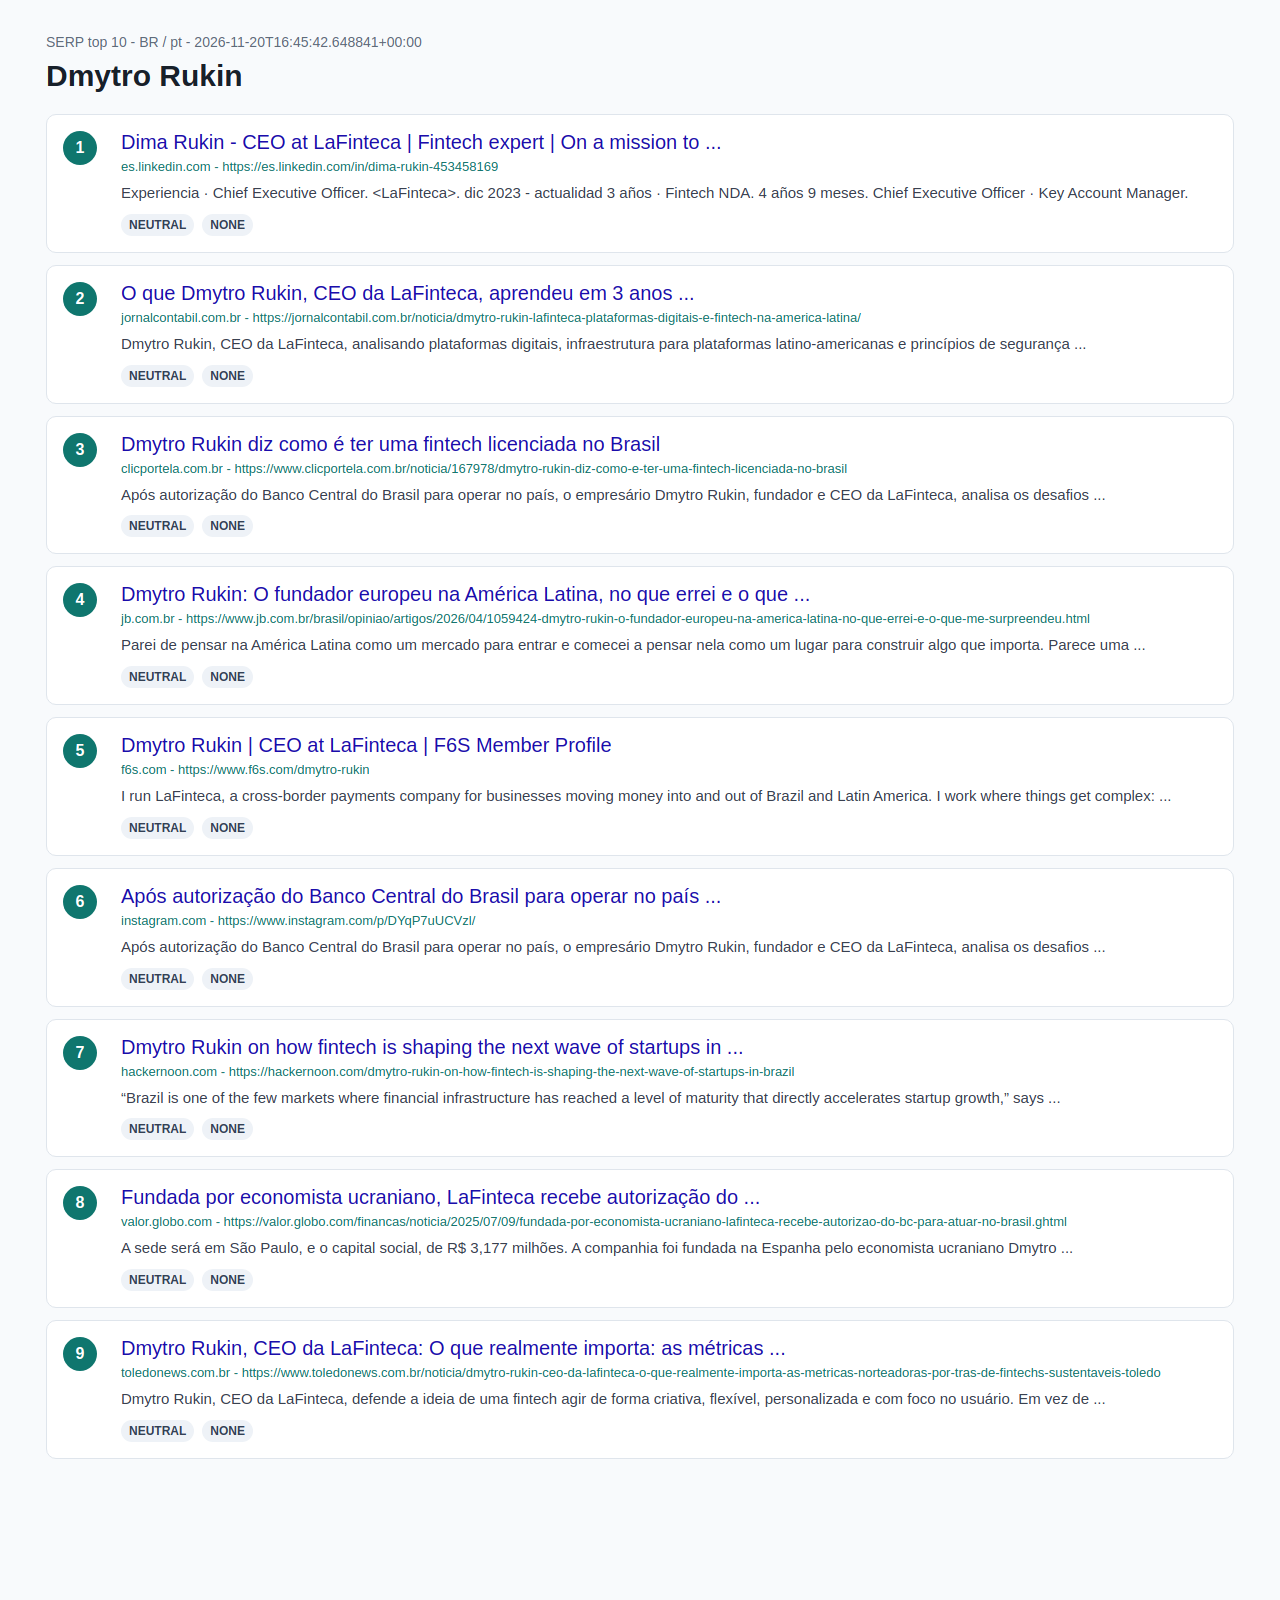 SERP top 10 - BR / pt - 2026-11-20T16:45:42.648841+00:00
Dmytro Rukin
1
Dima Rukin - CEO at LaFinteca | Fintech expert | On a mission to ...
es.linkedin.com - https://es.linkedin.com/in/dima-rukin-453458169
Experiencia · Chief Executive Officer. <LaFinteca>. dic 2023 - actualidad 3 años · Fintech NDA. 4 años 9 meses. Chief Executive Officer · Key Account Manager.
NEUTRAL NONE
2
O que Dmytro Rukin, CEO da LaFinteca, aprendeu em 3 anos ...
jornalcontabil.com.br - https://jornalcontabil.com.br/noticia/dmytro-rukin-lafinteca-plataformas-digitais-e-fintech-na-america-latina/
Dmytro Rukin, CEO da LaFinteca, analisando plataformas digitais, infraestrutura para plataformas latino-americanas e princípios de segurança ...
NEUTRAL NONE
3
Dmytro Rukin diz como é ter uma fintech licenciada no Brasil
clicportela.com.br - https://www.clicportela.com.br/noticia/167978/dmytro-rukin-diz-como-e-ter-uma-fintech-licenciada-no-brasil
Após autorização do Banco Central do Brasil para operar no país, o empresário Dmytro Rukin, fundador e CEO da LaFinteca, analisa os desafios ...
NEUTRAL NONE
4
Dmytro Rukin: O fundador europeu na América Latina, no que errei e o que ...
jb.com.br - https://www.jb.com.br/brasil/opiniao/artigos/2026/04/1059424-dmytro-rukin-o-fundador-europeu-na-america-latina-no-que-errei-e-o-que-me-surpreendeu.html
Parei de pensar na América Latina como um mercado para entrar e comecei a pensar nela como um lugar para construir algo que importa. Parece uma ...
NEUTRAL NONE
5
Dmytro Rukin | CEO at LaFinteca | F6S Member Profile
f6s.com - https://www.f6s.com/dmytro-rukin
I run LaFinteca, a cross-border payments company for businesses moving money into and out of Brazil and Latin America. I work where things get complex: ...
NEUTRAL NONE
6
Após autorização do Banco Central do Brasil para operar no país ...
instagram.com - https://www.instagram.com/p/DYqP7uUCVzl/
Após autorização do Banco Central do Brasil para operar no país, o empresário Dmytro Rukin, fundador e CEO da LaFinteca, analisa os desafios ...
NEUTRAL NONE
7
Dmytro Rukin on how fintech is shaping the next wave of startups in ...
hackernoon.com - https://hackernoon.com/dmytro-rukin-on-how-fintech-is-shaping-the-next-wave-of-startups-in-brazil
“Brazil is one of the few markets where financial infrastructure has reached a level of maturity that directly accelerates startup growth,” says ...
NEUTRAL NONE
8
Fundada por economista ucraniano, LaFinteca recebe autorização do ...
valor.globo.com - https://valor.globo.com/financas/noticia/2025/07/09/fundada-por-economista-ucraniano-lafinteca-recebe-autorizao-do-bc-para-atuar-no-brasil.ghtml
A sede será em São Paulo, e o capital social, de R$ 3,177 milhões. A companhia foi fundada na Espanha pelo economista ucraniano Dmytro ...
NEUTRAL NONE
9
Dmytro Rukin, CEO da LaFinteca: O que realmente importa: as métricas ...
toledonews.com.br - https://www.toledonews.com.br/noticia/dmytro-rukin-ceo-da-lafinteca-o-que-realmente-importa-as-metricas-norteadoras-por-tras-de-fintechs-sustentaveis-toledo
Dmytro Rukin, CEO da LaFinteca, defende a ideia de uma fintech agir de forma criativa, flexível, personalizada e com foco no usuário. Em vez de ...
NEUTRAL NONE